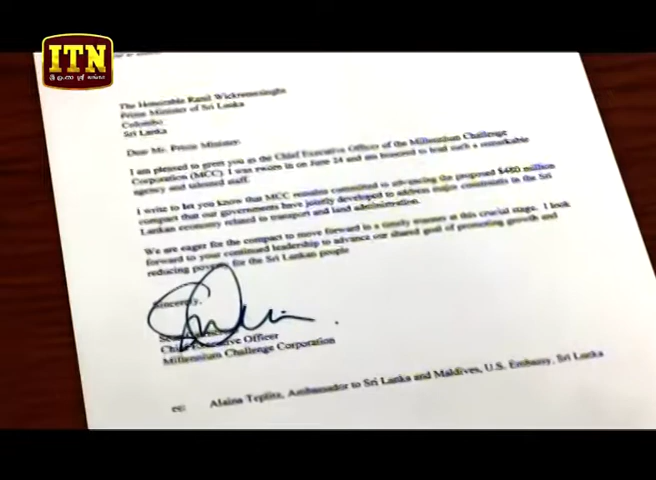 ITN
The Honorable Ranil Wickremesinghe
Prime Minister of Sri Lanka
Colombo
Sri Lanka
Dear Mr. Prime Minister:
I am pleased to greet you as the Chief Executive Officer of the Millennium Challenge
Corporation (MCC). I was sworn in on June 24 and am honored to lead such a remarkable
agency and talented staff.
I write to let you know that MCC remains committed to advancing the proposed $480 million
compact that our governments have jointly developed to address major constraints in the Sri
Lankan economy related to transport and land administration.
We are eager for the compact to move forward in a timely manner at this crucial stage. I look
forward to your continued leadership to advance our shared goal of promoting growth and
reducing poverty for the Sri Lankan people
Sincerely,
Chief Executive Officer
Millennium Challenge Corporation
cc: Alaina Teplitz, Ambassador to Sri Lanka and Maldives, U.S. Embassy, Sri Lanka